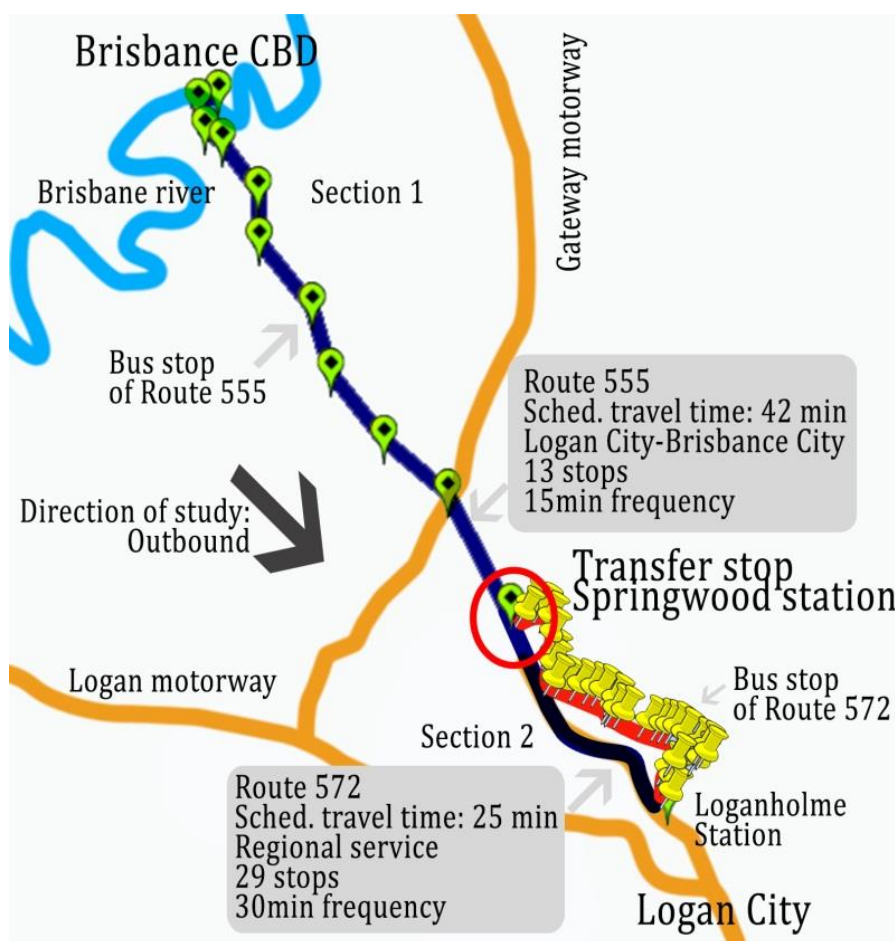 Brisbance CBD
Brisbane river
Section 1
Gateway motorway
Bus stop
of Route 555
Route 555
Sched. travel time: 42 min
Logan City-Brisbance City
13 stops
15min frequency
Direction of study:
Outbound
Transfer stop
Springwood station
Logan motorway
Bus stop
of Route 572
Section 2
Route 572
Sched. travel time: 25 min
Regional service
29 stops
30min frequency
Loganholme
Station
Logan City